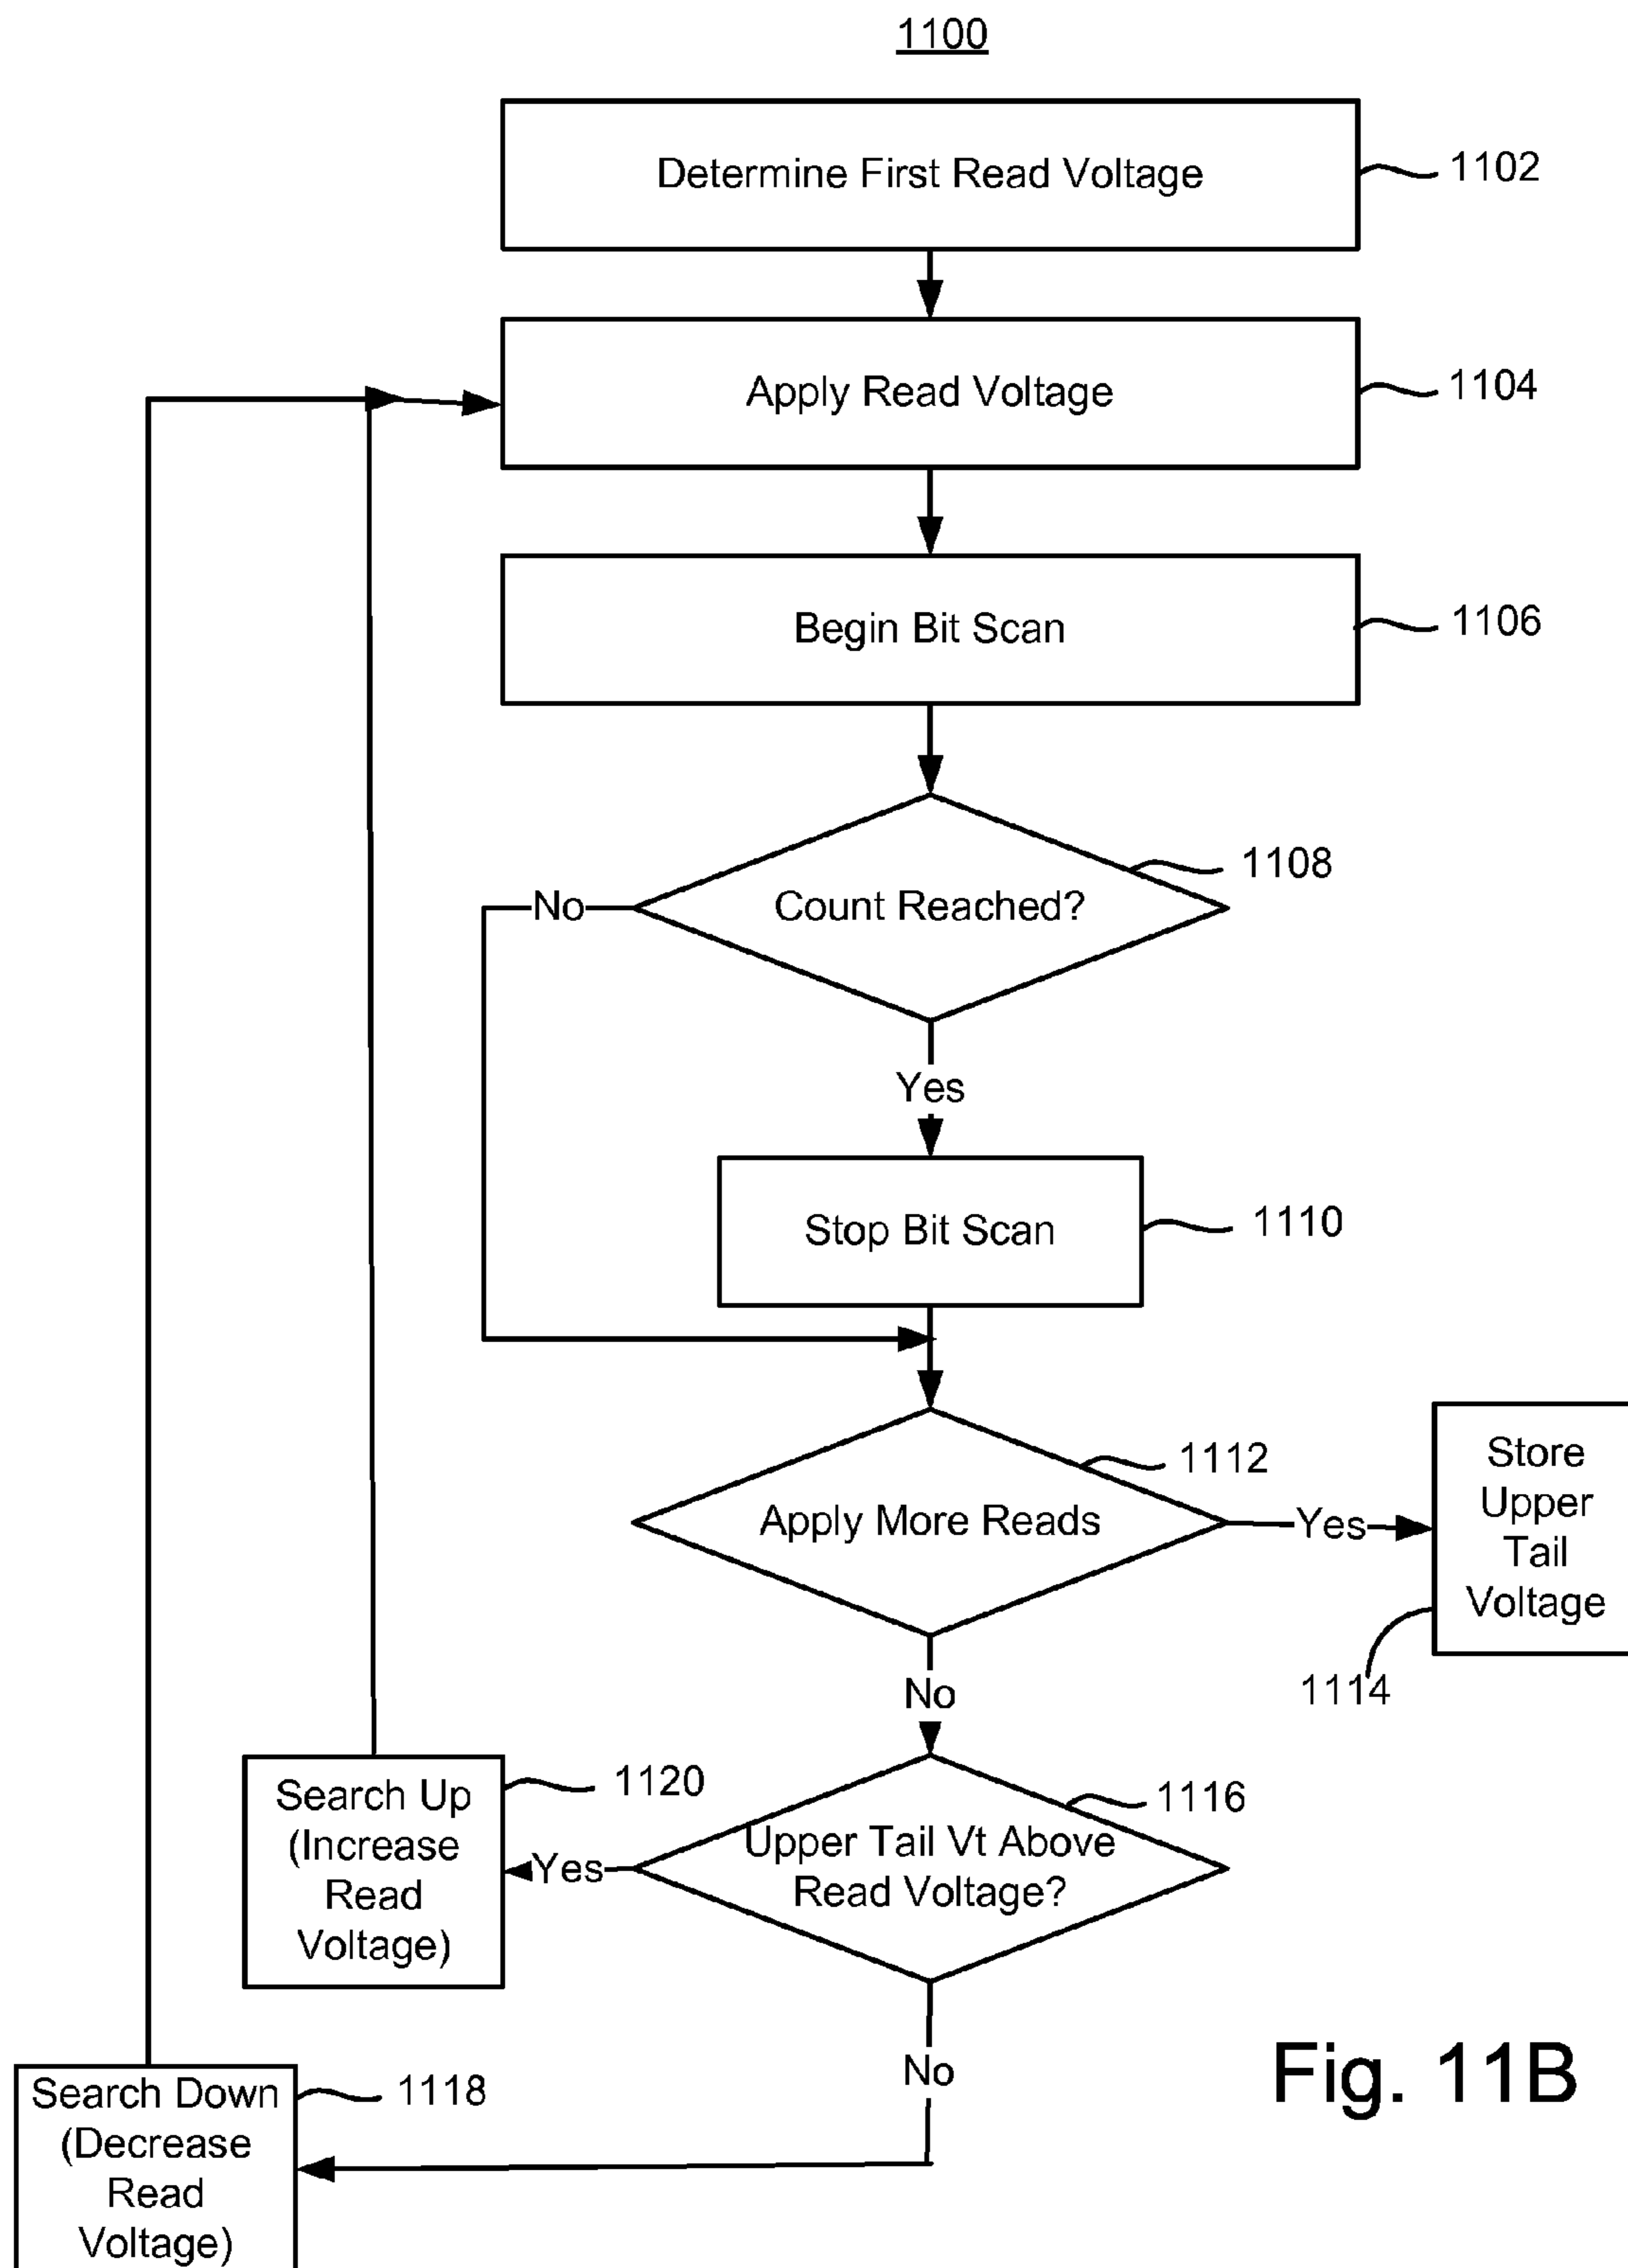 1100
Determine First Read Voltage
1102
Apply Read Voltage
1104
Begin Bit Scan
1106
1108
Count Reached?
No
Yes
Stop Bit Scan
1110
1112
Apply More Reads
Yes
Store
Upper
Tail
Voltage
1114
No
1116
Upper Tail Vt Above
Read Voltage?
Yes
1120
Search Up
(Increase
Read
Voltage)
No
1118
Search Down
(Decrease
Read
Voltage)
Fig. 11B